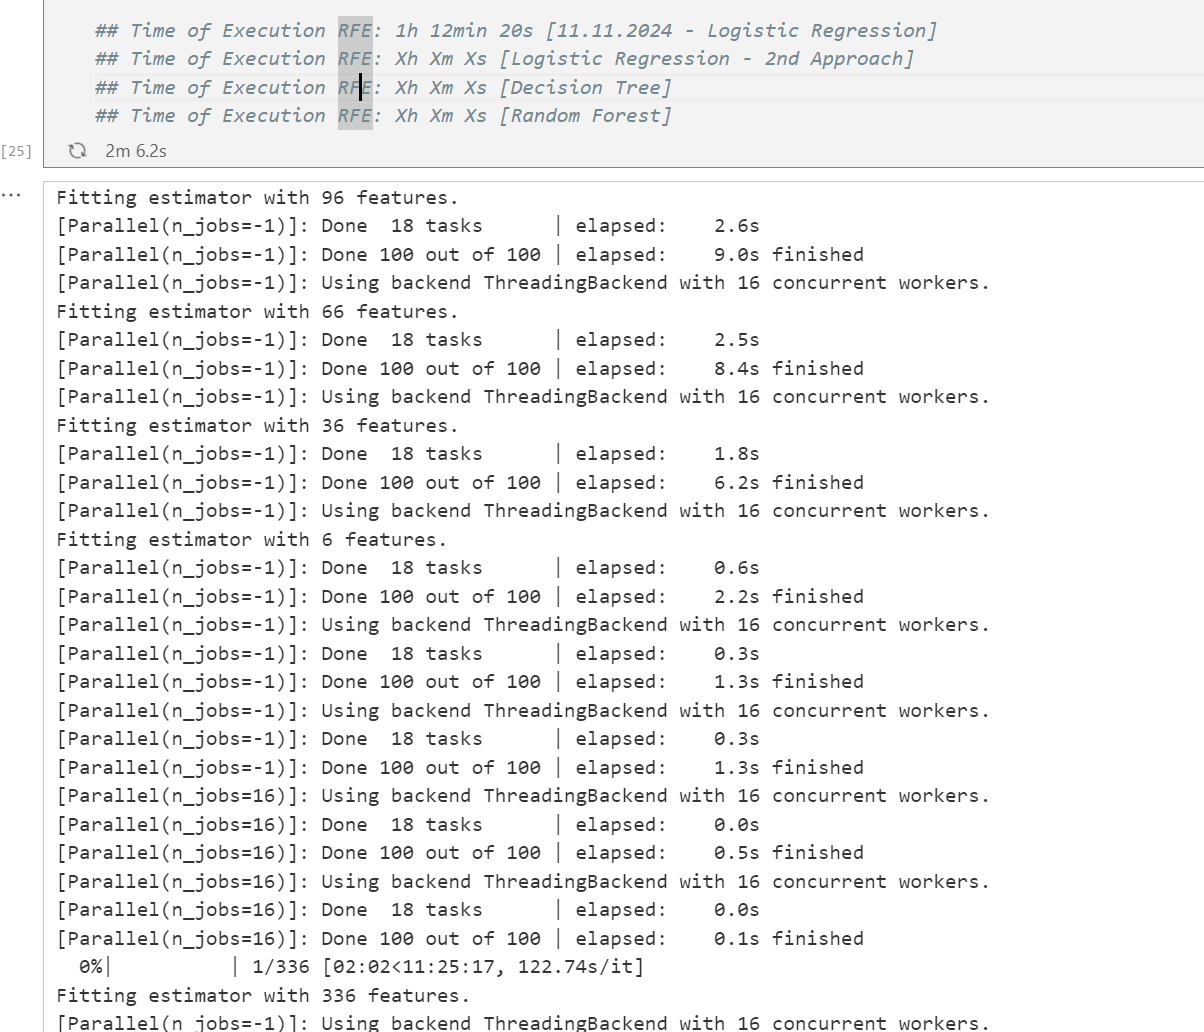 ## Time of Execution RFE: 1h 12min 20s [11.11.2024 - Logistic Regression]
## Time of Execution RFE: Xh Xm Xs [Logistic Regression - 2nd Approach]
## Time of Execution RFE: Xh Xm Xs [Decision Tree]
## Time of Execution RFE: Xh Xm Xs [Random Forest]
[25] 2m 6.2s
...
Fitting estimator with 96 features.
[Parallel(n_jobs=-1)]: Done  18 tasks      | elapsed:    2.6s
[Parallel(n_jobs=-1)]: Done 100 out of 100 | elapsed:    9.0s finished
[Parallel(n_jobs=-1)]: Using backend ThreadingBackend with 16 concurrent workers.
Fitting estimator with 66 features.
[Parallel(n_jobs=-1)]: Done  18 tasks      | elapsed:    2.5s
[Parallel(n_jobs=-1)]: Done 100 out of 100 | elapsed:    8.4s finished
[Parallel(n_jobs=-1)]: Using backend ThreadingBackend with 16 concurrent workers.
Fitting estimator with 36 features.
[Parallel(n_jobs=-1)]: Done  18 tasks      | elapsed:    1.8s
[Parallel(n_jobs=-1)]: Done 100 out of 100 | elapsed:    6.2s finished
[Parallel(n_jobs=-1)]: Using backend ThreadingBackend with 16 concurrent workers.
Fitting estimator with 6 features.
[Parallel(n_jobs=-1)]: Done  18 tasks      | elapsed:    0.6s
[Parallel(n_jobs=-1)]: Done 100 out of 100 | elapsed:    2.2s finished
[Parallel(n_jobs=-1)]: Using backend ThreadingBackend with 16 concurrent workers.
[Parallel(n_jobs=-1)]: Done  18 tasks      | elapsed:    0.3s
[Parallel(n_jobs=-1)]: Done 100 out of 100 | elapsed:    1.3s finished
[Parallel(n_jobs=-1)]: Using backend ThreadingBackend with 16 concurrent workers.
[Parallel(n_jobs=-1)]: Done  18 tasks      | elapsed:    0.3s
[Parallel(n_jobs=-1)]: Done 100 out of 100 | elapsed:    1.3s finished
[Parallel(n_jobs=16)]: Using backend ThreadingBackend with 16 concurrent workers.
[Parallel(n_jobs=16)]: Done  18 tasks      | elapsed:    0.0s
[Parallel(n_jobs=16)]: Done 100 out of 100 | elapsed:    0.5s finished
[Parallel(n_jobs=16)]: Using backend ThreadingBackend with 16 concurrent workers.
[Parallel(n_jobs=16)]: Done  18 tasks      | elapsed:    0.0s
[Parallel(n_jobs=16)]: Done 100 out of 100 | elapsed:    0.1s finished
  0%|          | 1/336 [02:02<11:25:17, 122.74s/it]
Fitting estimator with 336 features.
[Parallel(n_jobs=-1)]: Using backend ThreadingBackend with 16 concurrent workers.